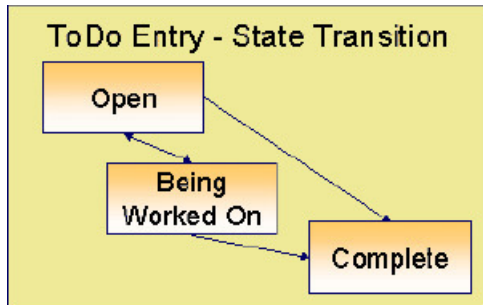 ToDo Entry - State Transition
Open
Being
Worked On
Complete